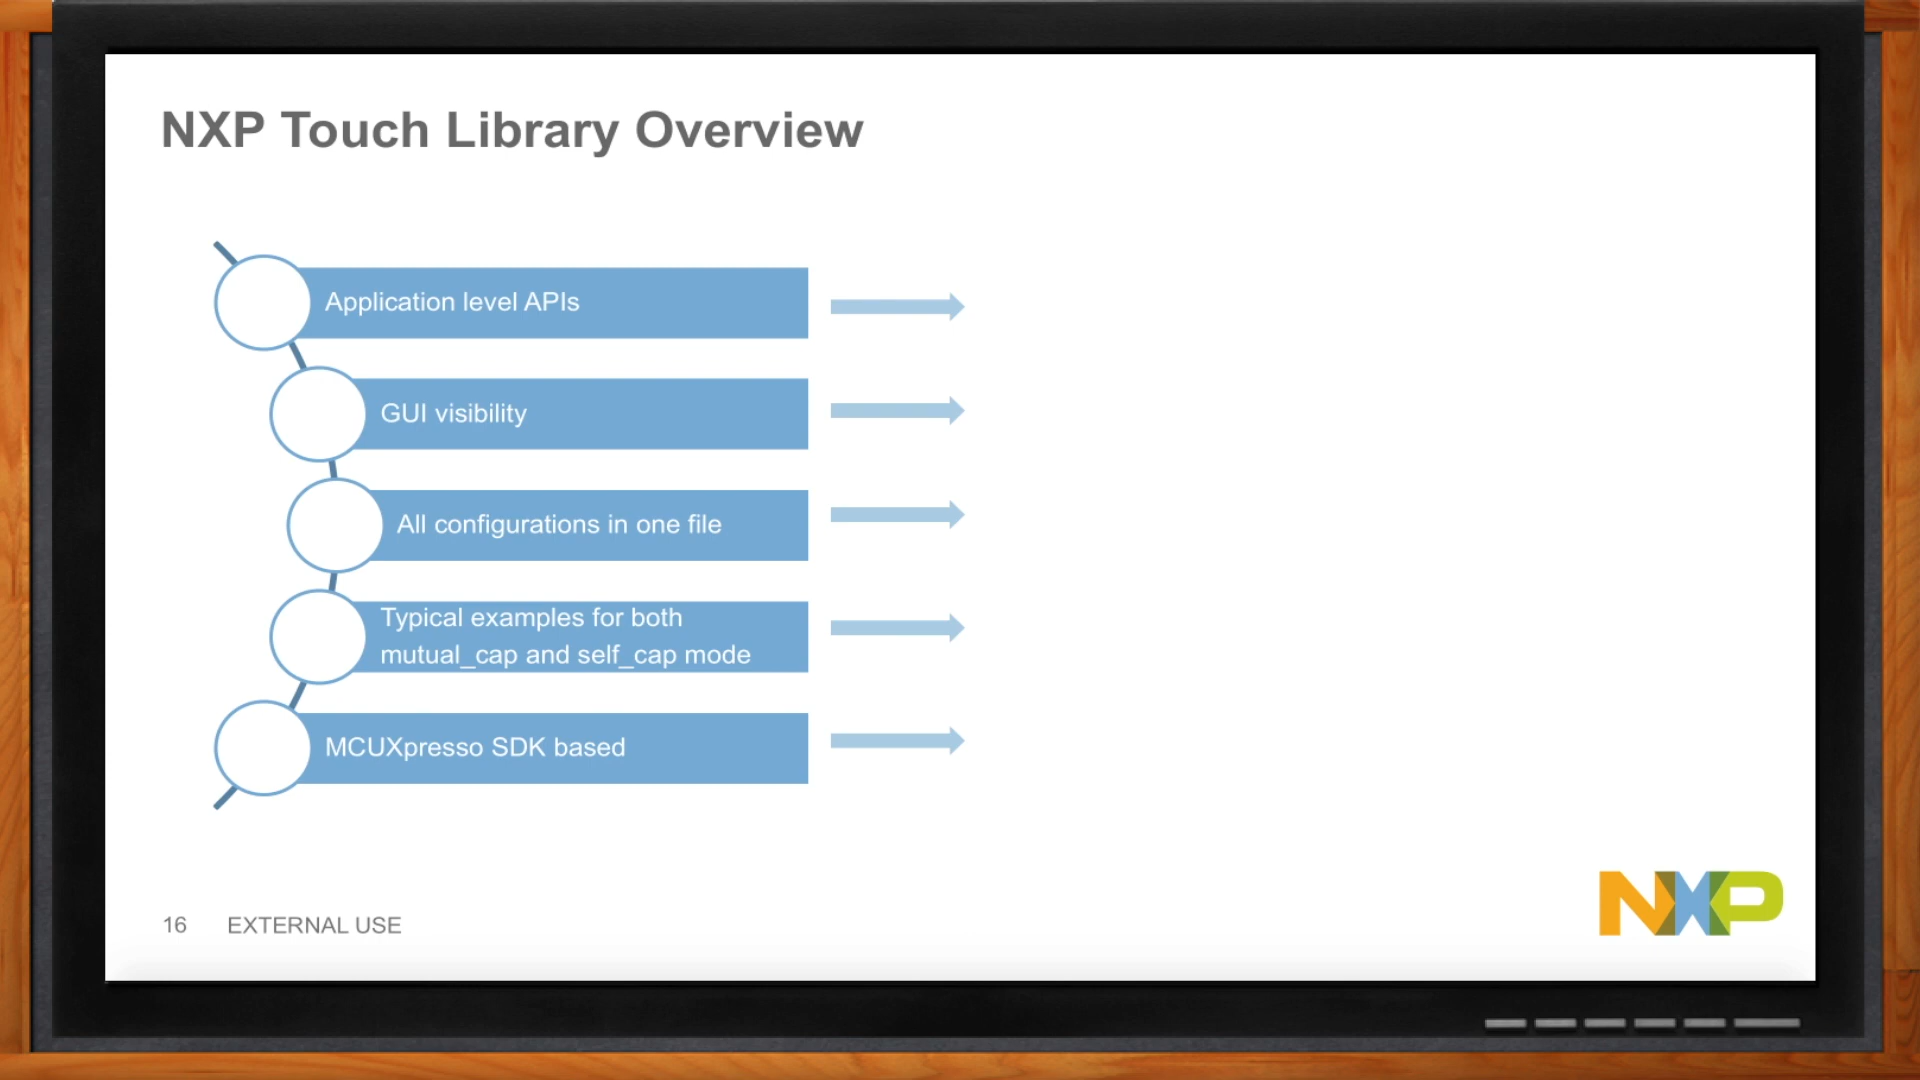 NXP Touch Library Overview
Application level APIs
GUI visibility
All configurations in one file
Typical examples for both
mutual_cap and self_cap mode
MCUXpresso SDK based
16 EXTERNAL USE
NXP